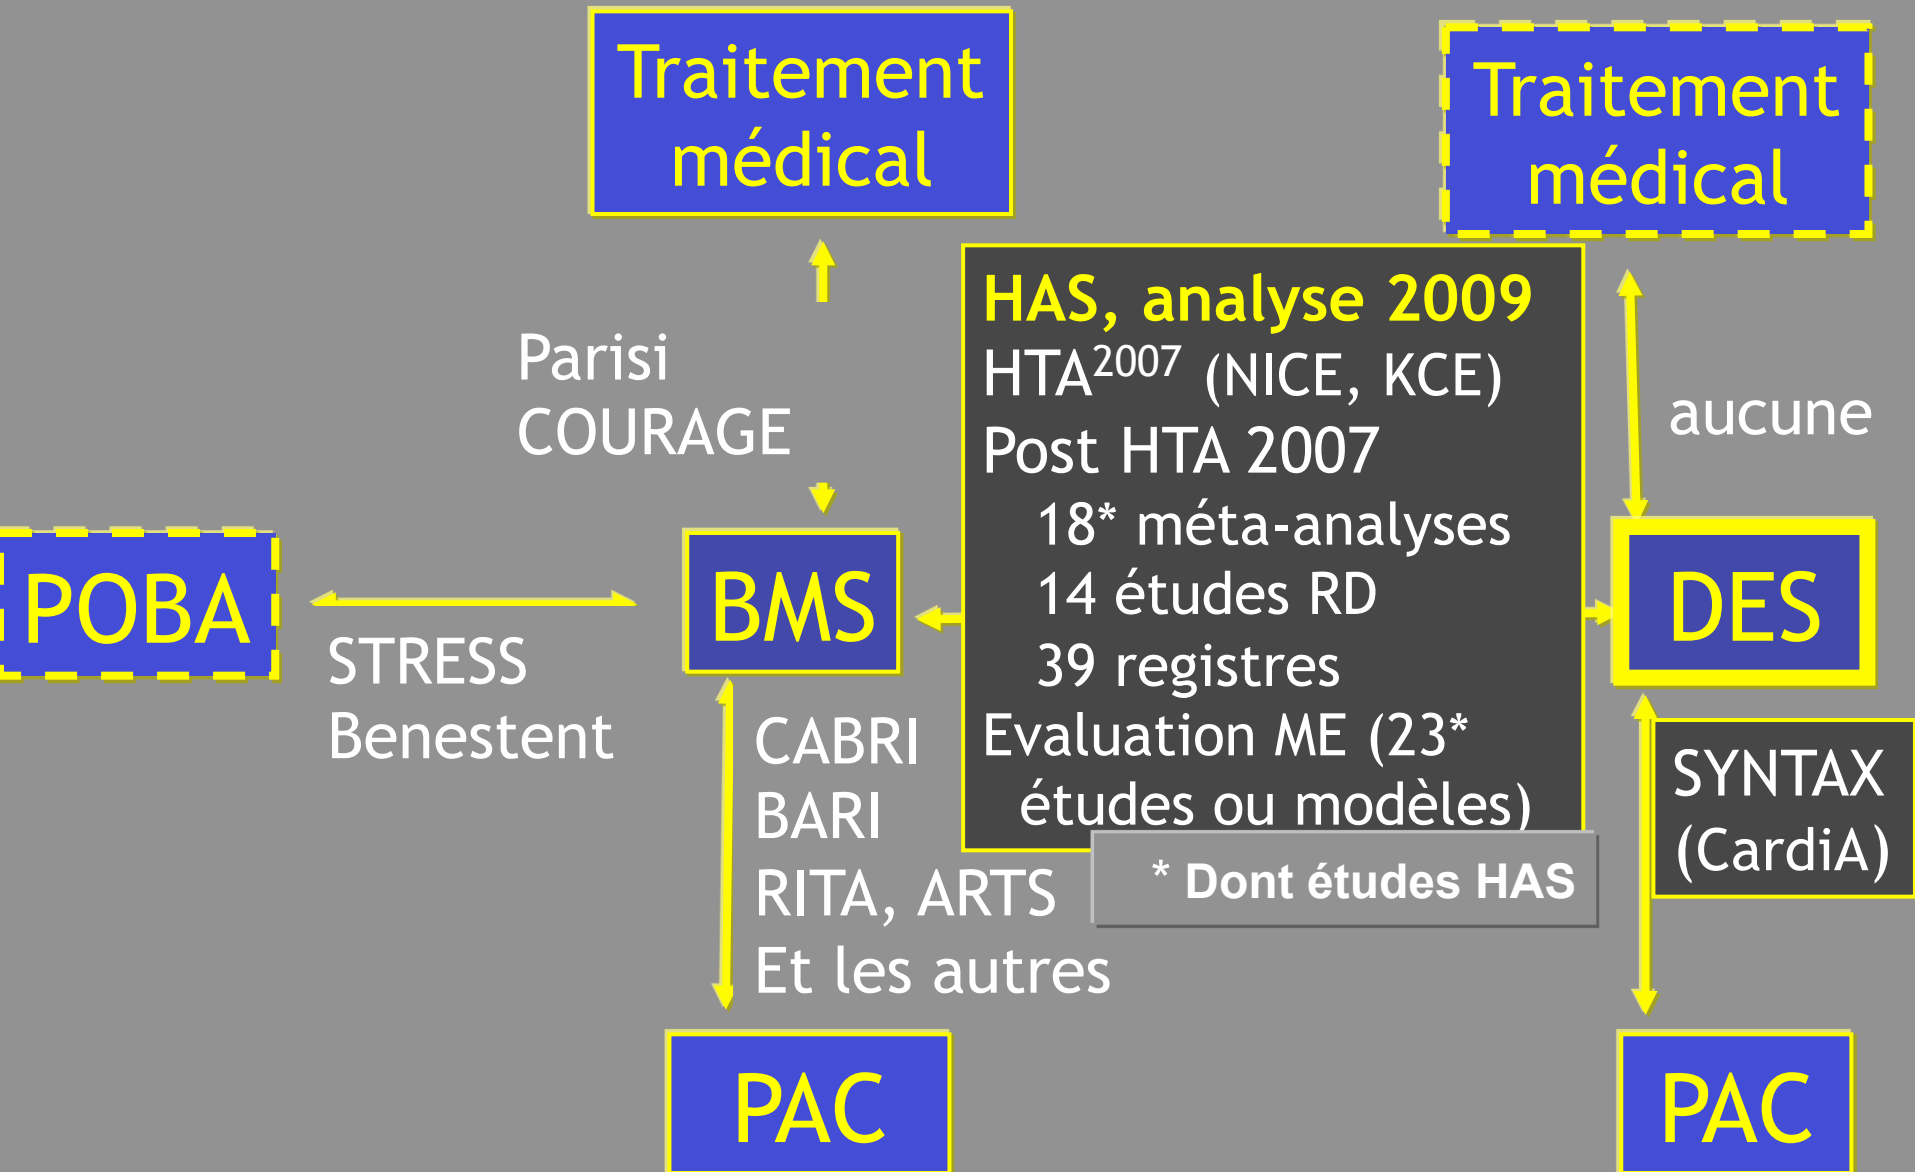 Traitement
médical
Traitement
médical
Parisi
COURAGE
HAS, analyse 2009
HTA2007 (NICE, KCE)
Post HTA 2007
18* méta-analyses
14 études RD
39 registres
Evaluation ME (23*
études ou modèles)
* Dont études HAS
aucune
POBA
BMS
DES
STRESS
Benestent
CABRI
BARI
RITA, ARTS
Et les autres
SYNTAX
(CardiA)
PAC
PAC